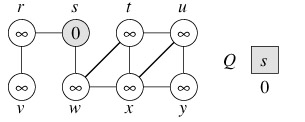 r s t u
∞ 0 ∞ ∞ Q s
∞ ∞ ∞ ∞ 0
v w x y